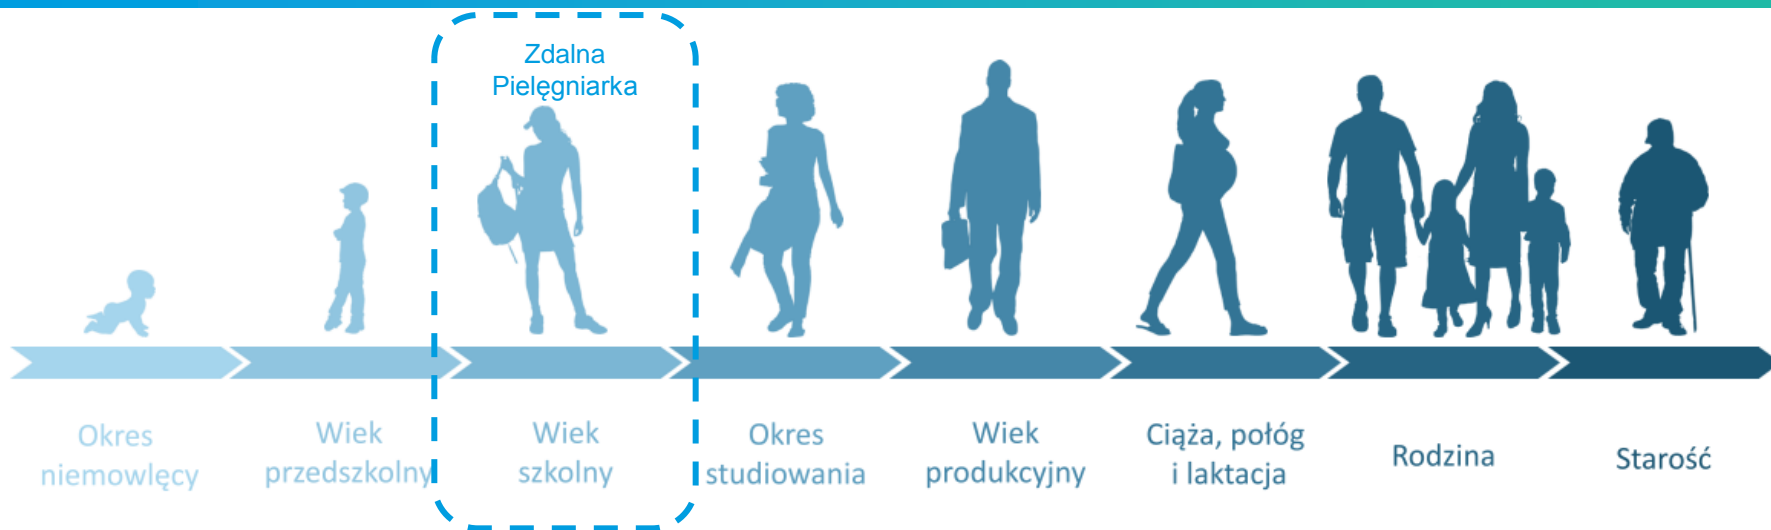 Zdalna
Pielęgniarka
Okres
niemowlęcy
Wiek
przedszkolny
Wiek
szkolny
Okres
studiowania
Wiek
produkcyjny
Ciąża, połóg
i laktacja
Rodzina
Starość